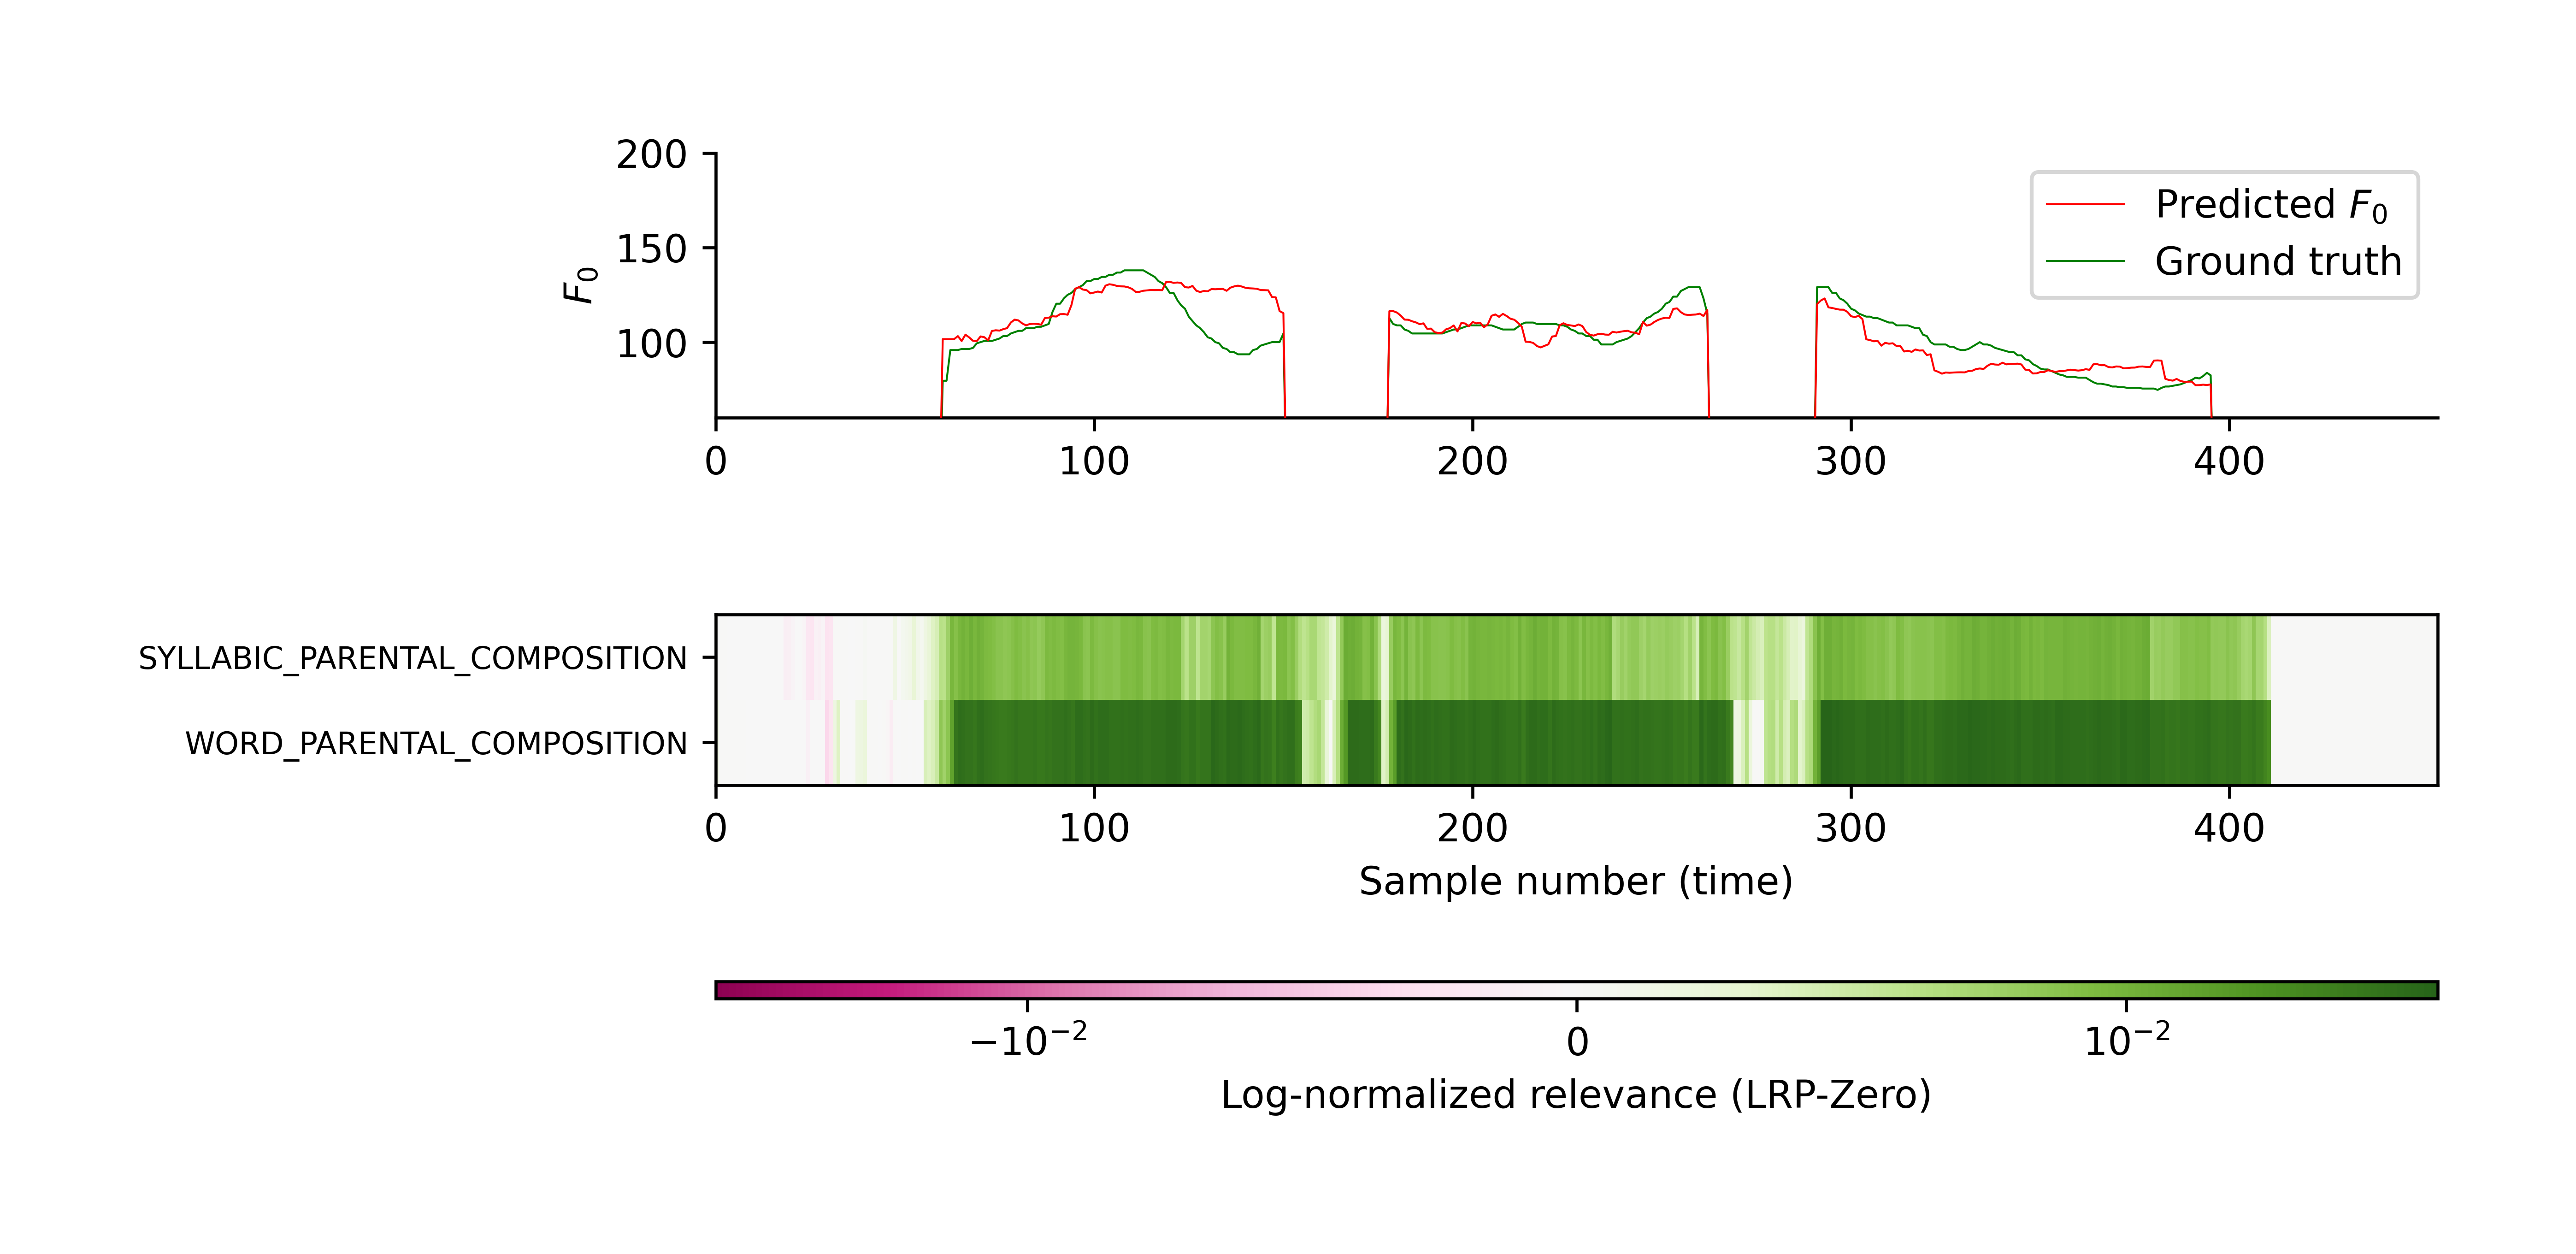 200
150
100
F₀
Predicted F₀
Ground truth
0 100 200 300 400
SYLLABIC_PARENTAL_COMPOSITION
WORD_PARENTAL_COMPOSITION
0 100 200 300 400
Sample number (time)
−10⁻² 0 10⁻²
Log-normalized relevance (LRP-Zero)